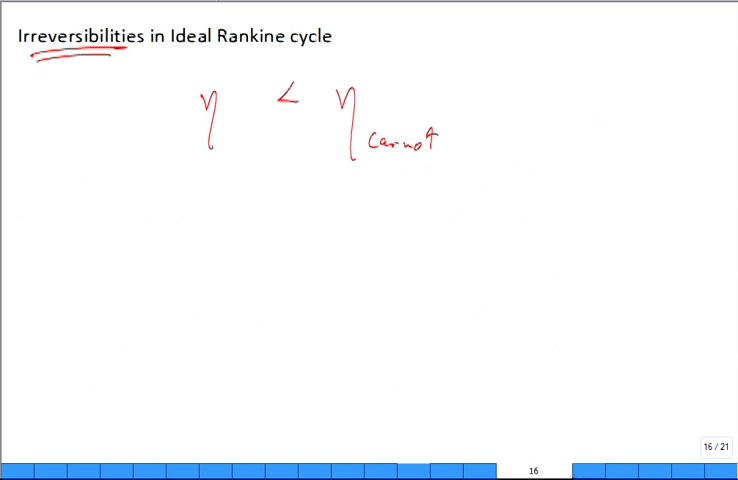 Irreversibilities in Ideal Rankine cycle
η < η carnot
16 / 21
16